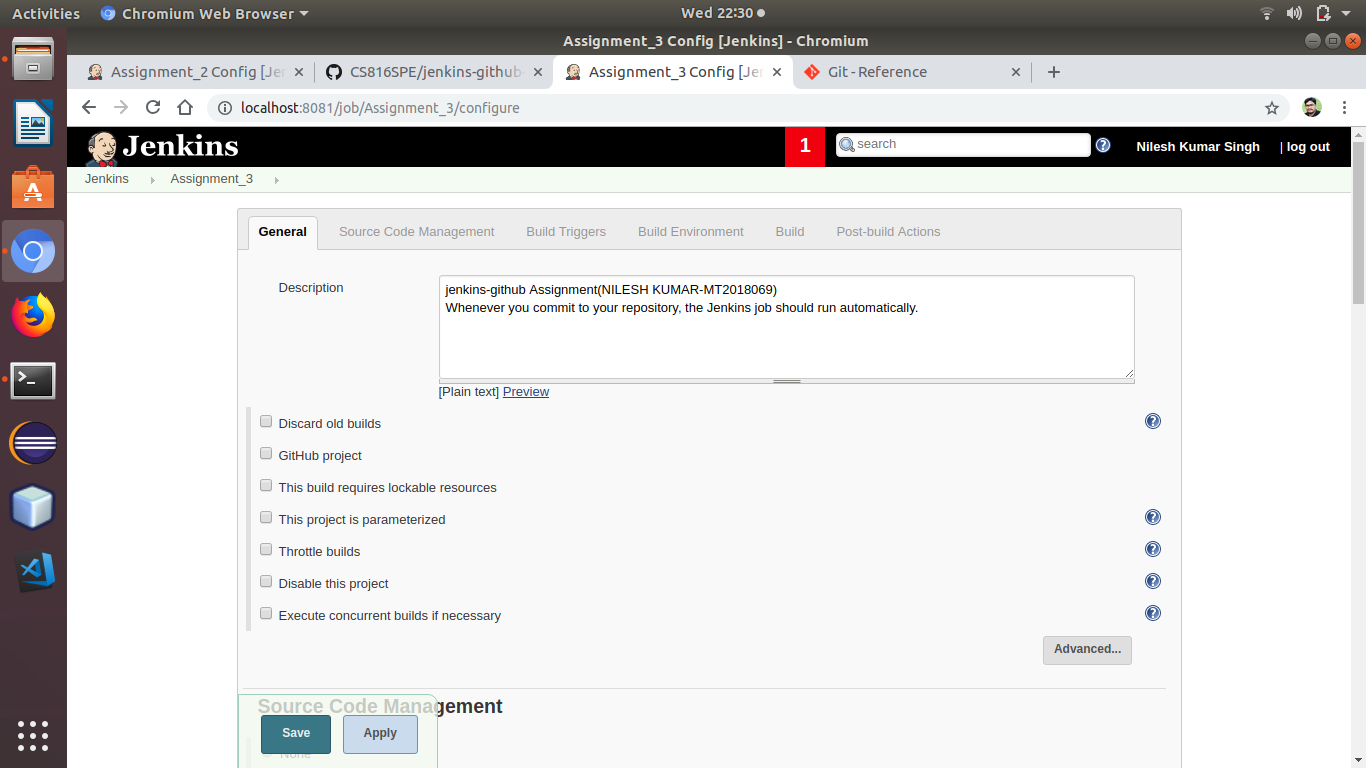 Activities Chromium Web Browser Wed 22:30
Assignment_3 Config [Jenkins] - Chromium
Assignment_2 Config [Je CS816SPE/jenkins-github Assignment_3 Config [Je Git - Reference
localhost:8081/job/Assignment_3/configure
Jenkins 1 search Nilesh Kumar Singh | log out
Jenkins Assignment_3
General Source Code Management Build Triggers Build Environment Build Post-build Actions
Description
jenkins-github Assignment(NILESH KUMAR-MT2018069)
Whenever you commit to your repository, the Jenkins job should run automatically.
[Plain text] Preview
Discard old builds
GitHub project
This build requires lockable resources
This project is parameterized
Throttle builds
Disable this project
Execute concurrent builds if necessary
Advanced...
Source Code Management
Save Apply
None